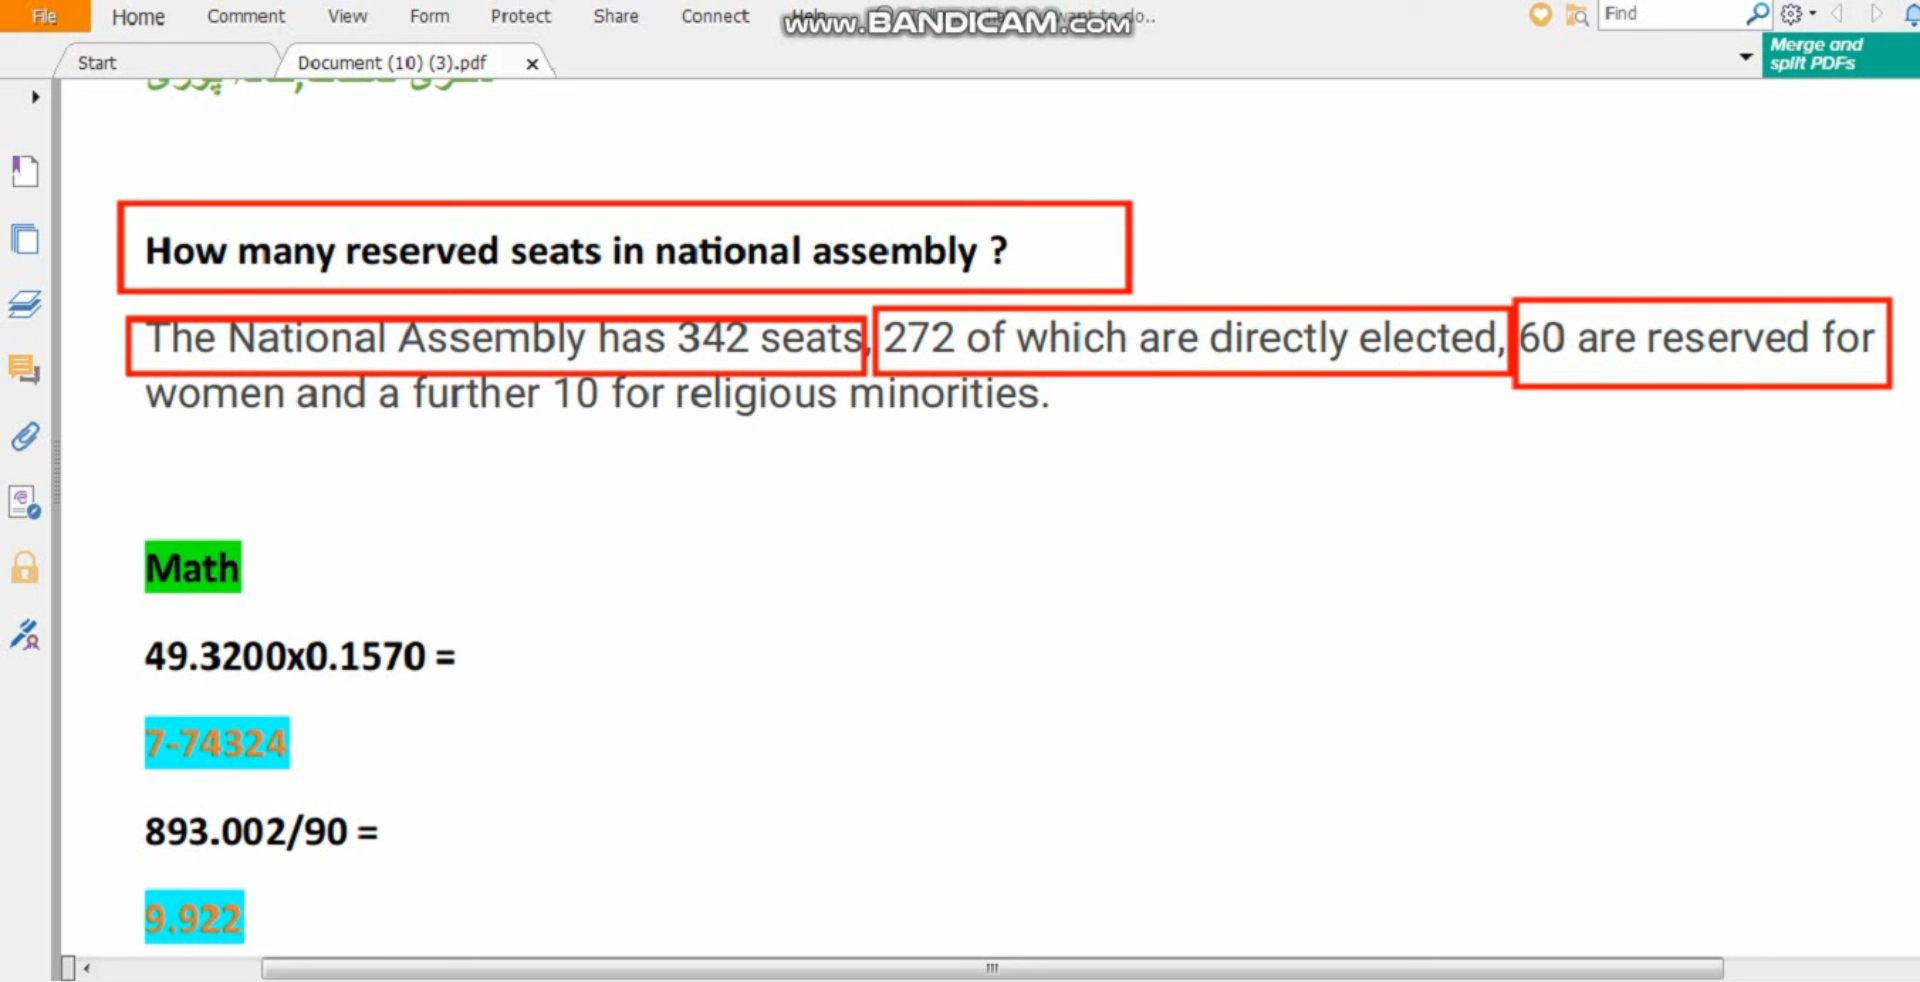 File Home Comment View Form Protect Share Connect www.BANDICAM.com Find
Merge and
split PDFs
Start Document (10) (3).pdf
How many reserved seats in national assembly ?
The National Assembly has 342 seats, 272 of which are directly elected, 60 are reserved for
women and a further 10 for religious minorities.
Math
49.3200x0.1570 =
7-74324
893.002/90 =
9.922